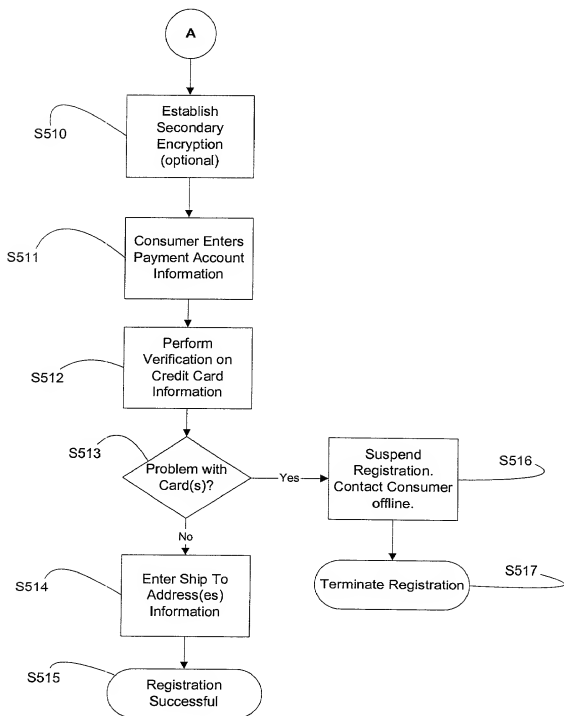 A
Establish
Secondary
Encryption
(optional)
S510
Consumer Enters
Payment Account
Information
S511
Perform
Verification on
Credit Card
Information
S512
S513
Problem with
Card(s)?
Yes
Suspend
Registration.
Contact Consumer
offline.
S516
No
Enter Ship To
Address(es)
Information
S514
Terminate Registration
S517
S515
Registration
Successful